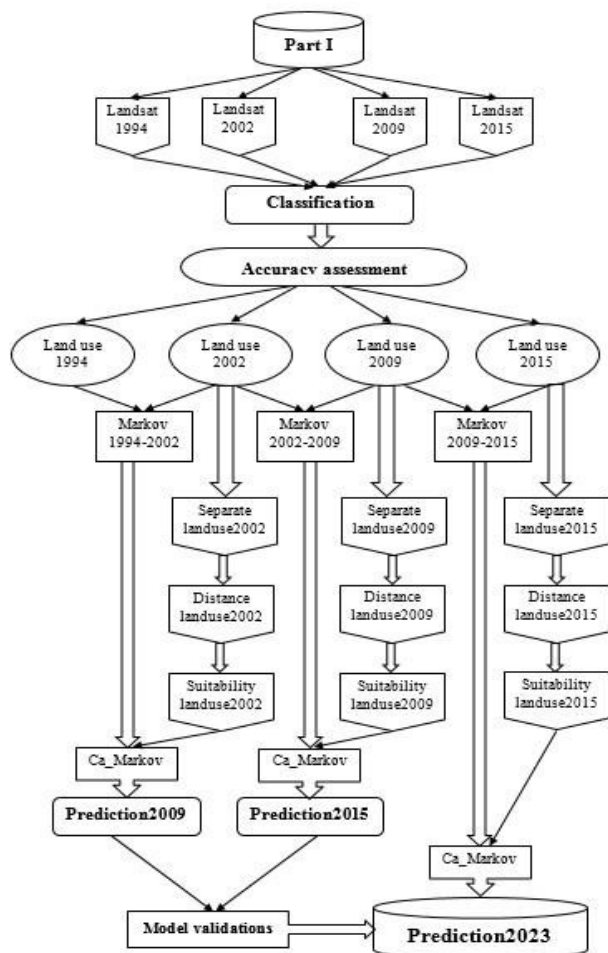 Part I
Landsat
1994
Landsat
2002
Landsat
2009
Landsat
2015
Classification
Accuracv assessment
Land use
1994
Land use
2002
Land use
2009
Land use
2015
Markov
1994-2002
Markov
2002-2009
Markov
2009-2015
Separate
landuse2002
Separate
landuse2009
Separate
landuse2015
Distance
landuse2002
Distance
landuse2009
Distance
landuse2015
Suitability
landuse2002
Suitability
landuse2009
Suitability
landuse2015
Ca_Markov
Ca_Markov
Prediction2009
Prediction2015
Ca_Markov
Model validations
Prediction2023